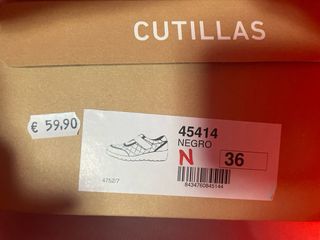 CUTILLAS
€ 59,90
45414
NEGRO
N 36
4752/7
8434760845144